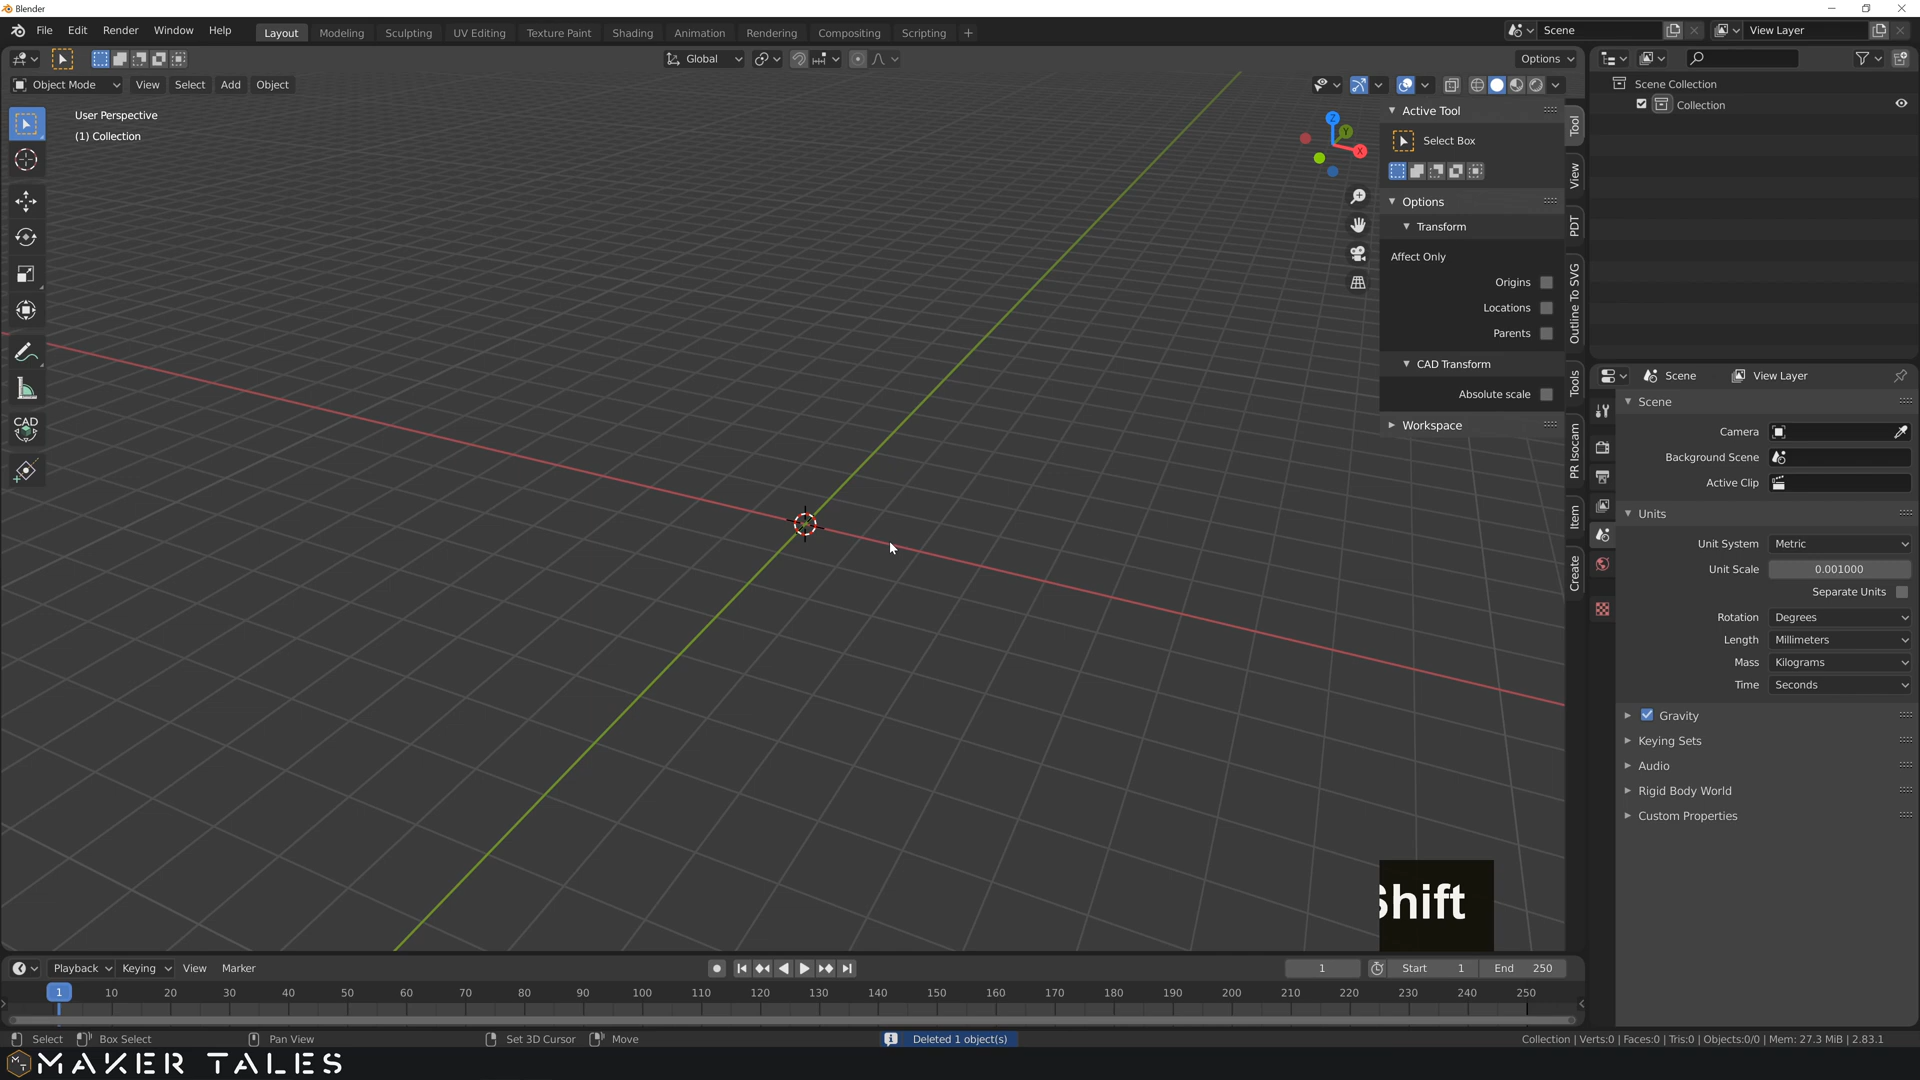 Blender
File Edit Render Window Help
Layout Modeling Sculpting UV Editing Texture Paint Shading Animation Rendering Compositing Scripting +
Scene View Layer
Global Options
Object Mode View Select Add Object
User Perspective
(1) Collection
CAD
Z
Y
X
Active Tool
Select Box
Options
Transform
Affect Only
Origins
Locations
Parents
CAD Transform
Absolute scale
Workspace
Tool
View
PDT
Outline To SVG
Tools
PR Isocam
Item
Create
Scene Collection
Collection
Scene View Layer
Scene
Camera
Background Scene
Active Clip
Units
Unit System Metric
Unit Scale 0.001000
Separate Units
Rotation Degrees
Length Millimeters
Mass Kilograms
Time Seconds
Gravity
Keying Sets
Audio
Rigid Body World
Custom Properties
Shift
Playback Keying View Marker 1 Start 1 End 250
1 10 20 30 40 50 60 70 80 90 100 110 120 130 140 150 160 170 180 190 200 210 220 230 240 250
Select Box Select Pan View Set 3D Cursor Move Deleted 1 object(s) Collection | Verts:0 | Faces:0 | Tris:0 | Objects:0/0 | Mem: 27.3 MiB | 2.83.1
MAKER TALES